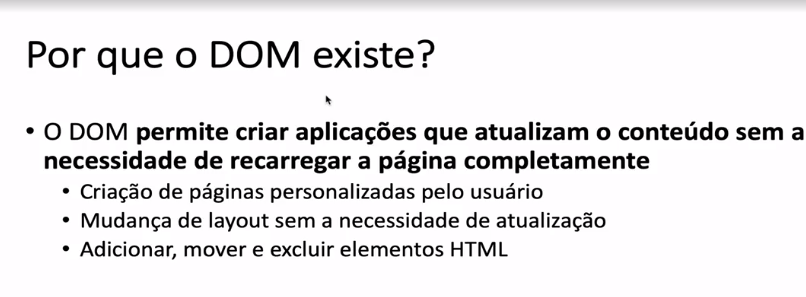 Por que o DOM existe?
• O DOM permite criar aplicações que atualizam o conteúdo sem a
necessidade de recarregar a página completamente
• Criação de páginas personalizadas pelo usuário
• Mudança de layout sem a necessidade de atualização
• Adicionar, mover e excluir elementos HTML